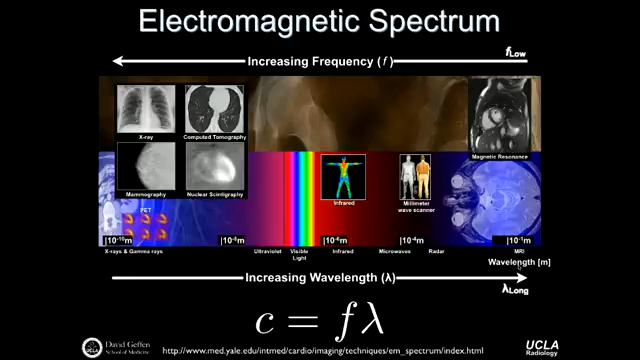 Electromagnetic Spectrum
Increasing Frequency (f)
fLow
X-ray
Computed Tomography
Magnetic Resonance
Mammography
Nuclear Scintigraphy
Infrared
Millimeter
wave scanner
PET
|10⁻¹⁰m
|10⁻⁸m
|10⁻⁶m
|10⁻⁴m
|10⁻¹m
X-rays & Gamma rays
Ultraviolet
Visible
Light
Infrared
Microwaves
Radar
MRI
Wavelength [m]
Increasing Wavelength (λ)
λLong
c = fλ
UCLA
David Geffen
School of Medicine
http://www.med.yale.edu/intmed/cardio/imaging/techniques/em_spectrum/index.html
UCLA
Radiology